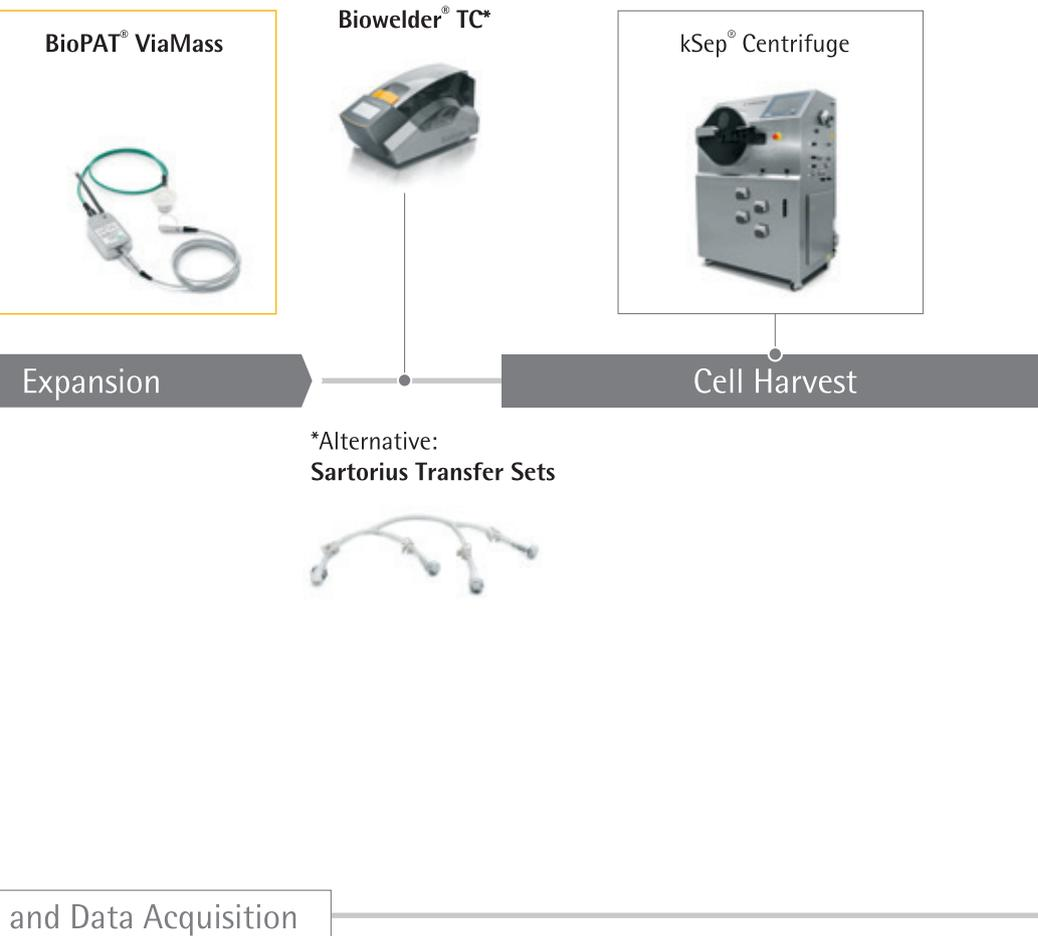 BioPAT® ViaMass
Biowelder® TC*
kSep® Centrifuge
Expansion
Cell Harvest
*Alternative:
Sartorius Transfer Sets
and Data Acquisition